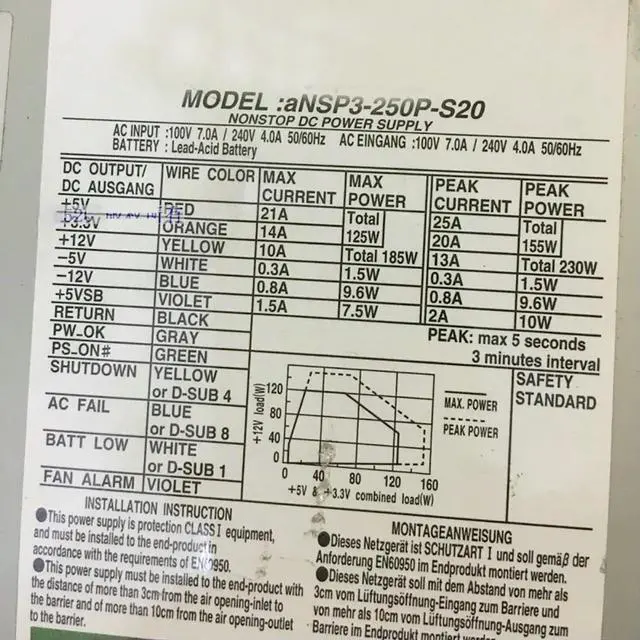 MODEL :aNSP3-250P-S20
NONSTOP DC POWER SUPPLY
AC INPUT :100V 7.0A / 240V 4.0A 50/60Hz AC EINGANG :100V 7.0A / 240V 4.0A 50/60Hz
BATTERY : Lead-Acid Battery
DC OUTPUT/ DC AUSGANG WIRE COLOR MAX CURRENT MAX POWER PEAK CURRENT PEAK POWER
+5V RED 21A Total 125W 25A Total 155W
+3.3V ORANGE 14A 20A
+12V YELLOW 10A Total 185W 13A Total 230W
-5V WHITE 0.3A 1.5W 0.3A 1.5W
-12V BLUE 0.8A 9.6W 0.8A 9.6W
+5VSB VIOLET 1.5A 7.5W 2A 10W
RETURN BLACK
PEAK: max 5 seconds
3 minutes interval
PW_OK GRAY
PS_ON# GREEN
SHUTDOWN YELLOW
or D-SUB 4
AC FAIL BLUE
or D-SUB 8
BATT LOW WHITE
or D-SUB 1
FAN ALARM VIOLET
+12V load(W)
120
80
40
0
0 40 80 120 160
+5V & +3.3V combined load(W)
MAX. POWER
PEAK POWER
SAFETY
STANDARD
INSTALLATION INSTRUCTION
●This power supply is protection CLASS I equipment,
and must be installed to the end-product in
accordance with the requirements of EN60950.
●This power supply must be installed to the end-product with
the distance of more than 3cm from the air opening-inlet to
the barrier and of more than 10cm from the air opening-outlet
to the barrier.
MONTAGEANWEISUNG
●Dieses Netzgerät ist SCHUTZART I und soll gemäß der
Anforderung EN60950 im Endprodukt montiert werden.
●Dieses Netzgerät soll mit dem Abstand von mehr als
3cm vom Lüftungsöffnung-Eingang zum Barriere und
von mehr als 10cm vom Lüftungsöffnung-Ausgang zum
Barriere im Endprodukt montiert werden.